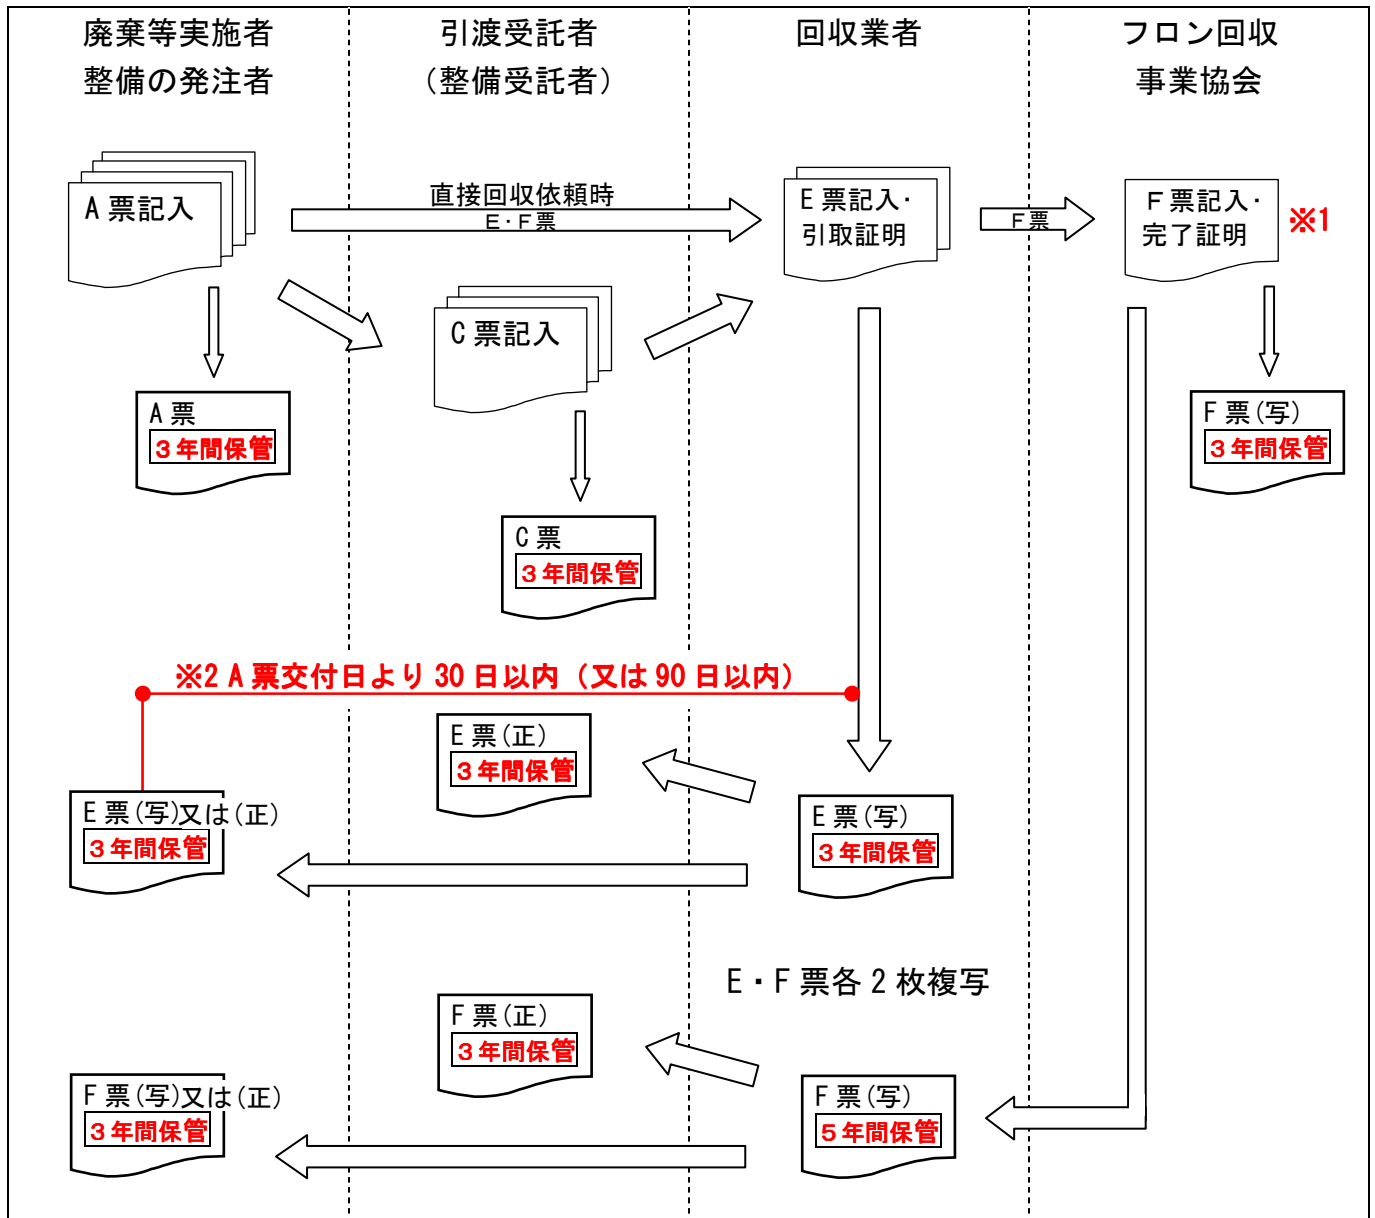 廃棄等実施者
整備の発注者
引渡受託者
(整備受託者)
回収業者
フロン回収
事業協会
A 票記入
直接回収依頼時
E・F票
E 票記入・
引取証明
F票
F 票記入・
完了証明
※1
C 票記入
A 票
3年間保管
F 票(写)
3年間保管
C 票
3年間保管
※2 A 票交付日より 30 日以内（又は 90 日以内）
E 票(正)
3年間保管
E 票(写)又は(正)
3年間保管
E 票(写)
3年間保管
E・F 票各 2 枚複写
F 票(正)
3年間保管
F 票(写)又は(正)
3年間保管
F 票(写)
5年間保管